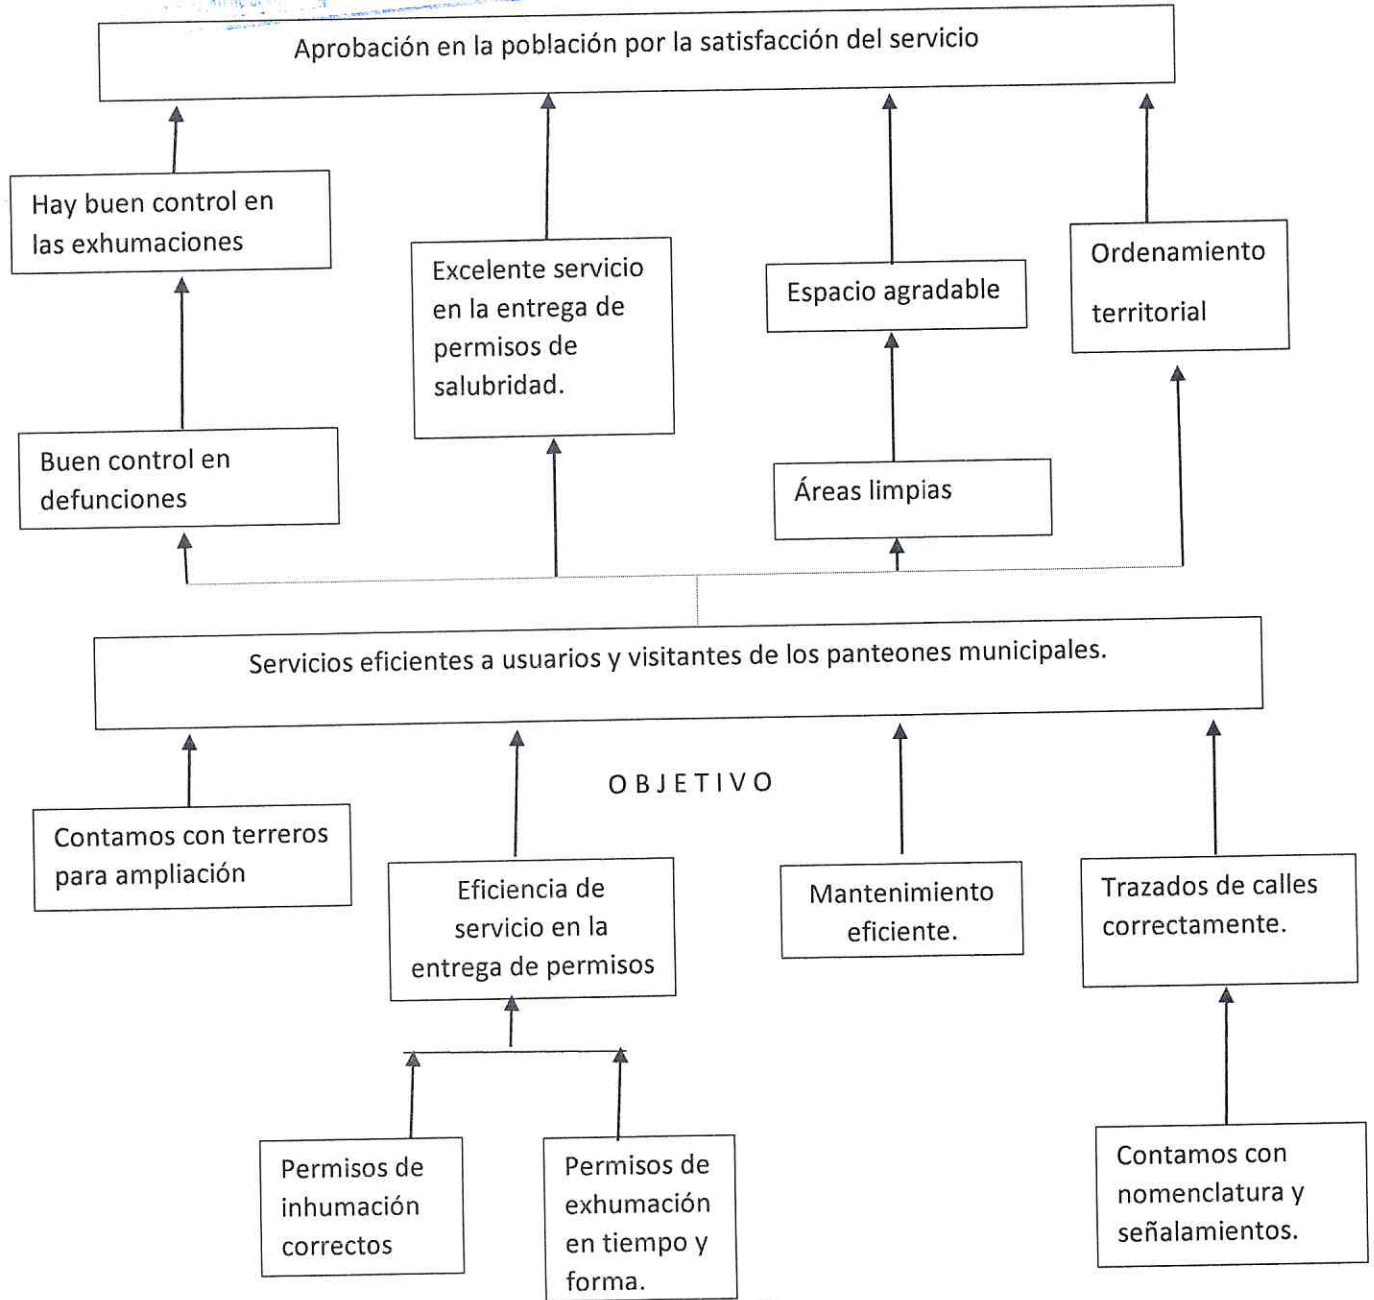 Aprobación en la población por la satisfacción del servicio
Hay buen control en
las exhumaciones
Excelente servicio
en la entrega de
permisos de
salubridad.
Espacio agradable
Ordenamiento
territorial
Buen control en
defunciones
Áreas limpias
Servicios eficientes a usuarios y visitantes de los panteones municipales.
OBJETIVO
Contamos con terreros
para ampliación
Eficiencia de
servicio en la
entrega de permisos
Mantenimiento
eficiente.
Trazados de calles
correctamente.
Permisos de
inhumación
correctos
Permisos de
exhumación
en tiempo y
forma.
Contamos con
nomenclatura y
señalamientos.